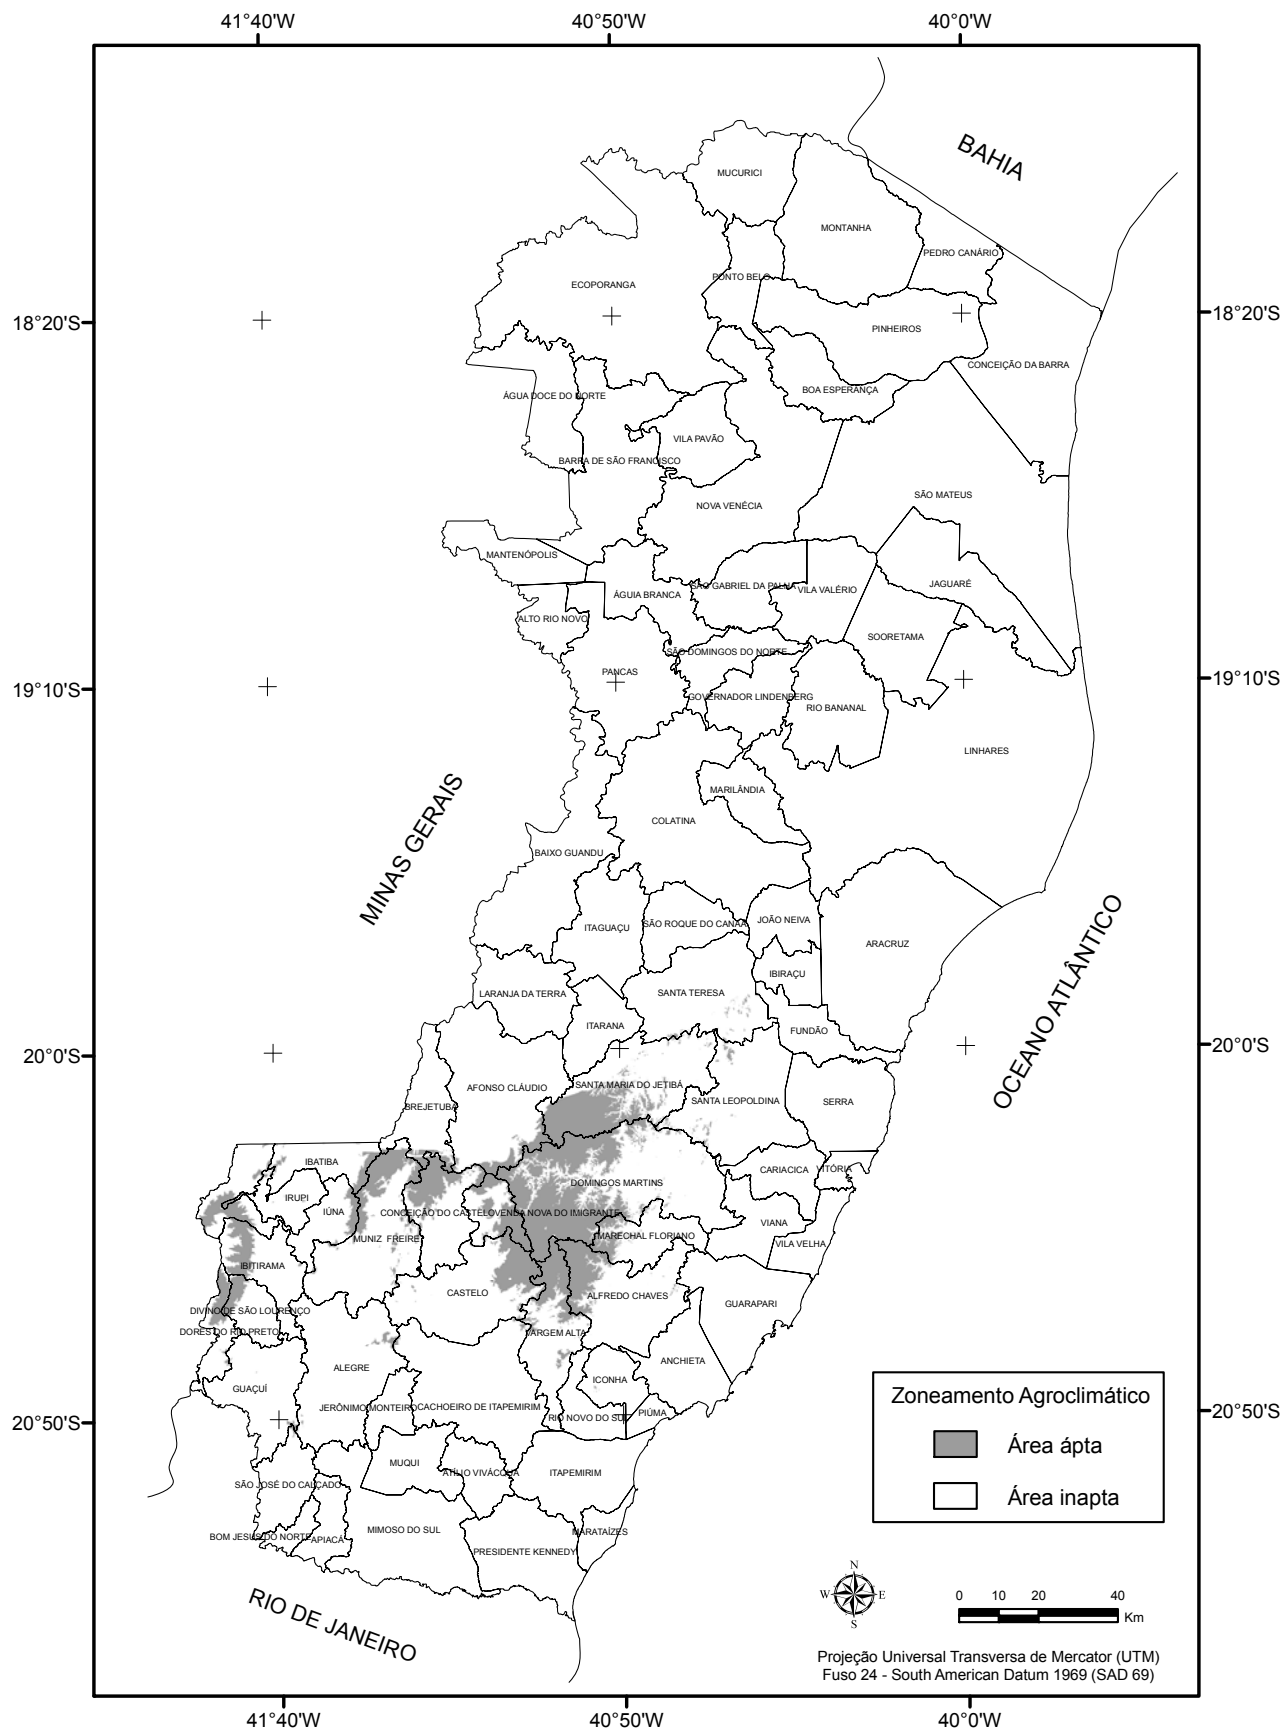 41°40'W
40°50'W
40°0'W
BAHIA
MUCURICI
MONTANHA
PEDRO CANÁRIO
PONTO BELO
ECOPORANGA
18°20'S
18°20'S
PINHEIROS
CONCEIÇÃO DA BARRA
BOA ESPERANÇA
ÁGUA DOCE DO NORTE
VILA PAVÃO
BARRA DE SÃO FRANCISCO
SÃO MATEUS
NOVA VENÉCIA
MANTENÓPOLIS
JAGUARÉ
SÃO GABRIEL DA PALHA
VILA VALÉRIO
ÁGUIA BRANCA
ALTO RIO NOVO
SOORETAMA
SÃO DOMINGOS DO NORTE
PANCAS
19°10'S
19°10'S
GOVERNADOR LINDENBERG
RIO BANANAL
LINHARES
MARILÂNDIA
COLATINA
MINAS GERAIS
BAIXO GUANDU
ITAGUAÇU
SÃO ROQUE DO CANAÃ
JOÃO NEIVA
ARACRUZ
IBIRAÇU
LARANJA DA TERRA
SANTA TERESA
ITARANA
FUNDÃO
OCEANO ATLÂNTICO
20°0'S
20°0'S
AFONSO CLÁUDIO
SANTA MARIA DO JETIBÁ
BREJETUBA
SANTA LEOPOLDINA
SERRA
IBATIBA
CARIACICA
VITÓRIA
DOMINGOS MARTINS
IRUPI
IÚNA
CONCEIÇÃO DO CASTELO
VENDA NOVA DO IMIGRANTE
VIANA
MUNIZ FREIRE
MARECHAL FLORIANO
VILA VELHA
IBITIRAMA
CASTELO
ALFREDO CHAVES
GUARAPARI
DIVINO DE SÃO LOURENÇO
DORES DO RIO PRETO
VARGEM ALTA
ANCHIETA
ALEGRE
ICONHA
GUAÇUÍ
JERÔNIMO MONTEIRO
CACHOEIRO DE ITAPEMIRIM
RIO NOVO DO SUL
PIÚMA
20°50'S
20°50'S
MUQUI
ATÍLIO VIVÁCQUA
ITAPEMIRIM
SÃO JOSÉ DO CALÇADO
BOM JESUS DO NORTE
APIACÁ
MIMOSO DO SUL
MARATAÍZES
PRESIDENTE KENNEDY
RIO DE JANEIRO
Zoneamento Agroclimático
Área ápta
Área inapta
N
W
E
S
0
10
20
40
Km
Projeção Universal Transversa de Mercator (UTM)
Fuso 24 - South American Datum 1969 (SAD 69)
41°40'W
40°50'W
40°0'W